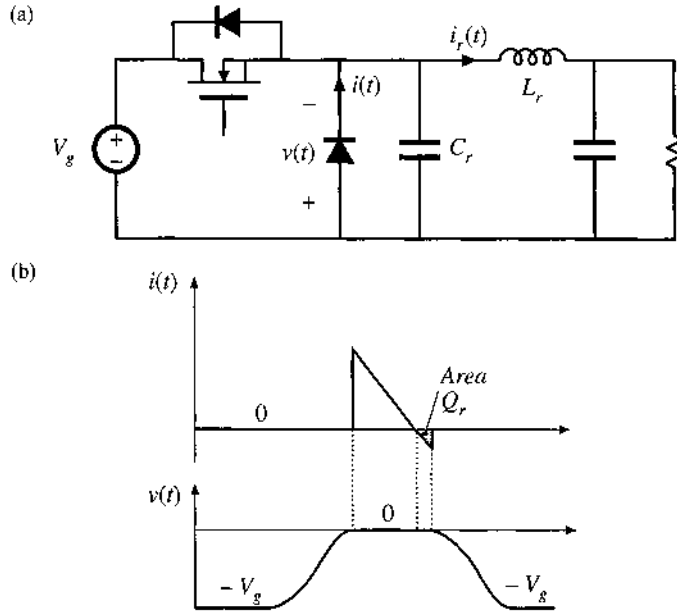 (a)
i_r(t)
i(t)
L_r
−
V_g
+
−
v(t)
C_r
+
(b)
i(t)
Area
Q_r
0
v(t)
0
− V_g
− V_g